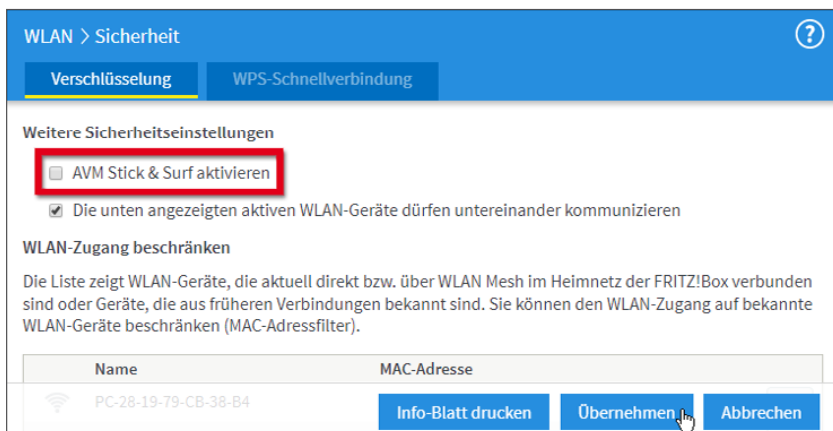 WLAN > Sicherheit
?
Verschlüsselung WPS-Schnellverbindung
Weitere Sicherheitseinstellungen
AVM Stick & Surf aktivieren
Die unten angezeigten aktiven WLAN-Geräte dürfen untereinander kommunizieren
WLAN-Zugang beschränken
Die Liste zeigt WLAN-Geräte, die aktuell direkt bzw. über WLAN Mesh im Heimnetz der FRITZ!Box verbunden
sind oder Geräte, die aus früheren Verbindungen bekannt sind. Sie können den WLAN-Zugang auf bekannte
WLAN-Geräte beschränken (MAC-Adressfilter).
Name MAC-Adresse
PC-28-19-79-CB-38-B4
Info-Blatt drucken Übernehmen Abbrechen